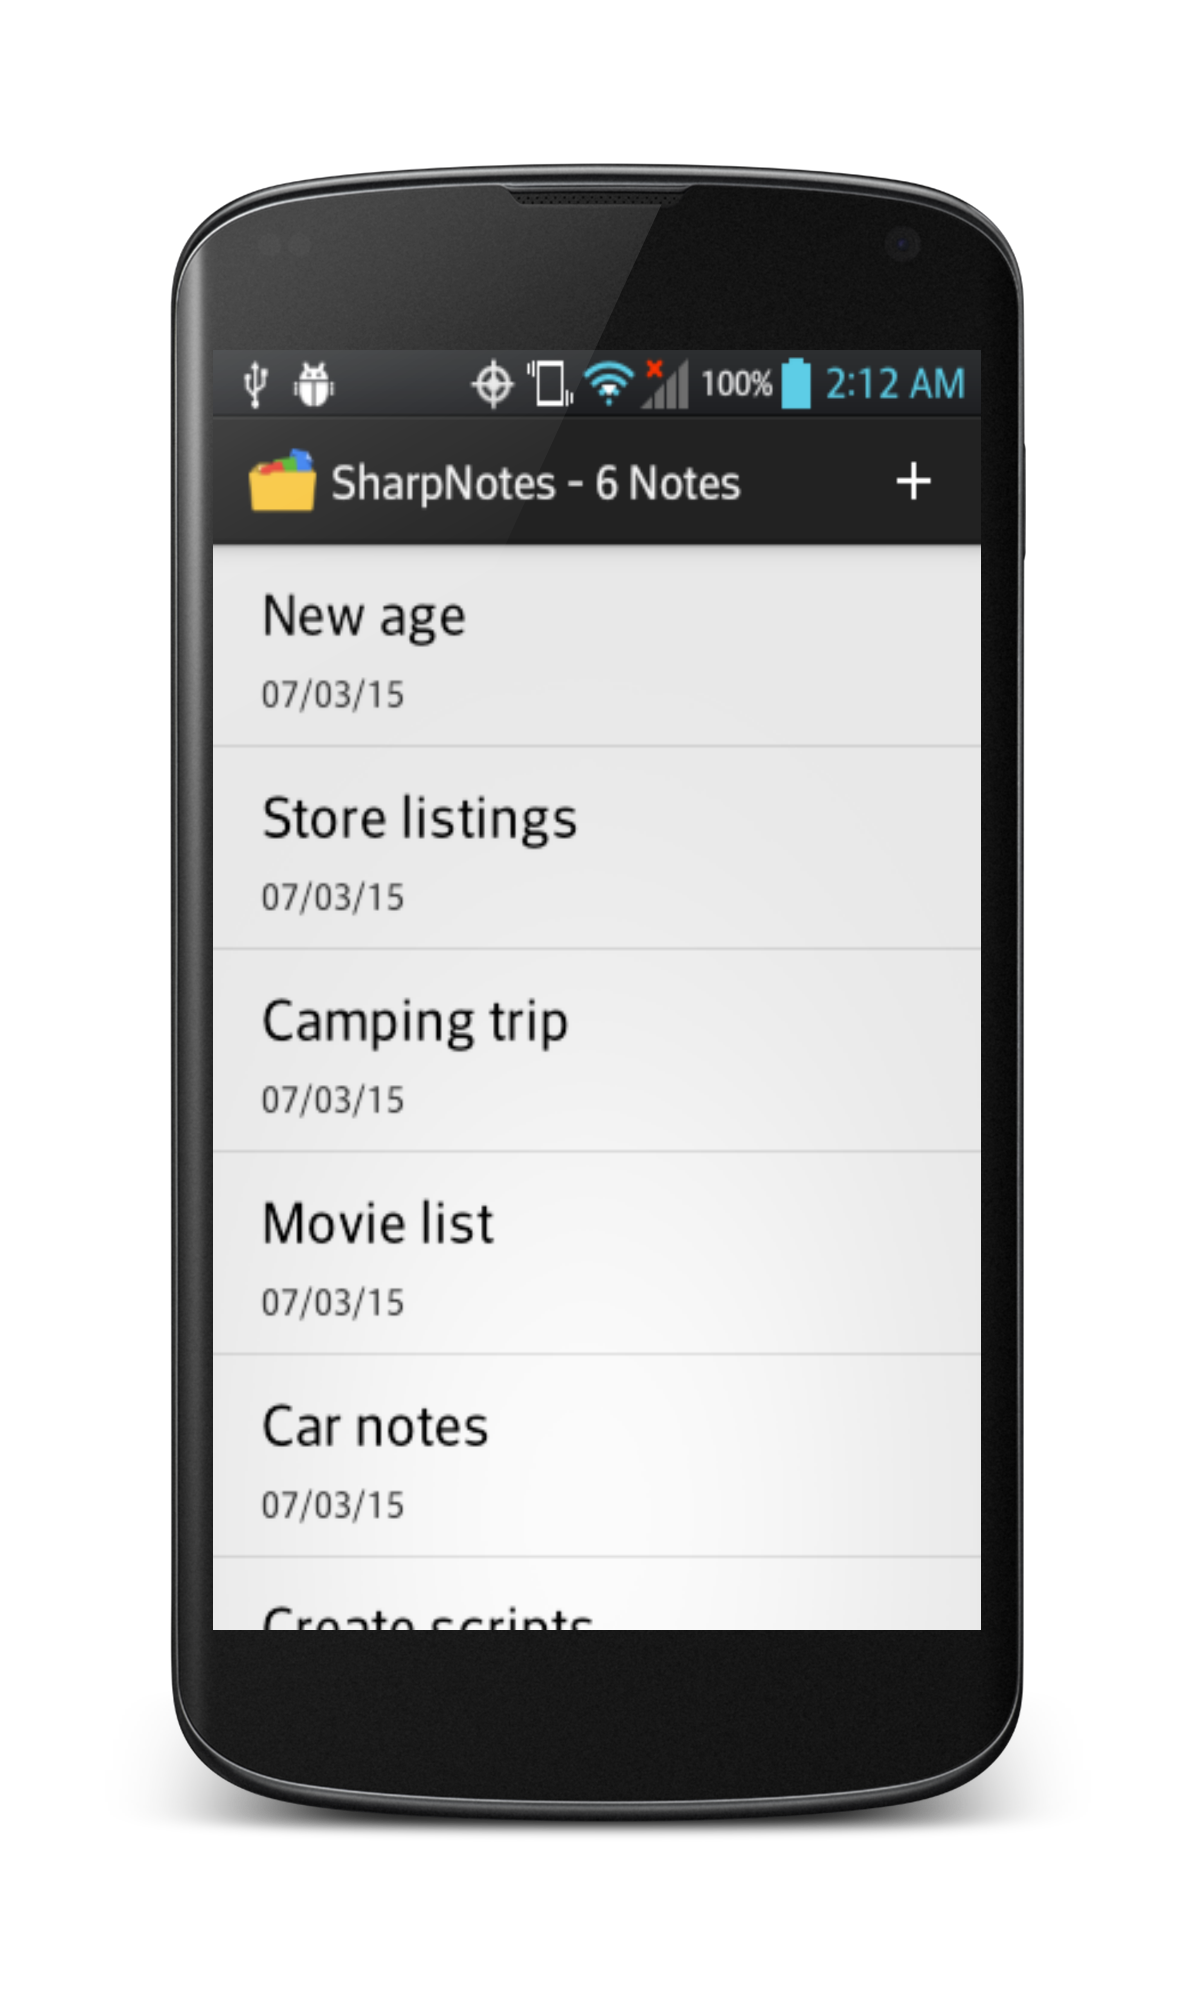 100% 2:12 AM
SharpNotes - 6 Notes +
New age
07/03/15
Store listings
07/03/15
Camping trip
07/03/15
Movie list
07/03/15
Car notes
07/03/15
Create scripts